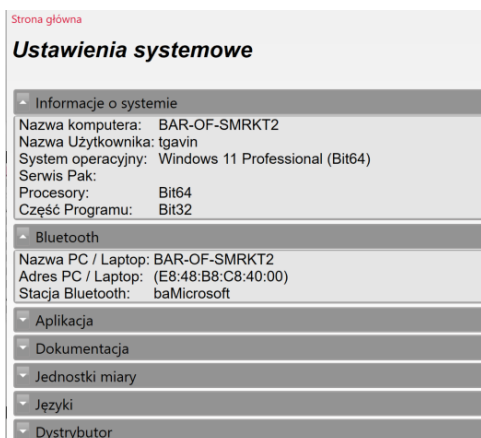 Strona główna
Ustawienia systemowe
Informacje o systemie
Nazwa komputera: BAR-OF-SMRKT2
Nazwa Użytkownika: tgavin
System operacyjny: Windows 11 Professional (Bit64)
Serwis Pak:
Procesory: Bit64
Część Programu: Bit32
Bluetooth
Nazwa PC / Laptop: BAR-OF-SMRKT2
Adres PC / Laptop: (E8:48:B8:C8:40:00)
Stacja Bluetooth: baMicrosoft
Aplikacja
Dokumentacja
Jednostki miary
Języki
Dystrybutor